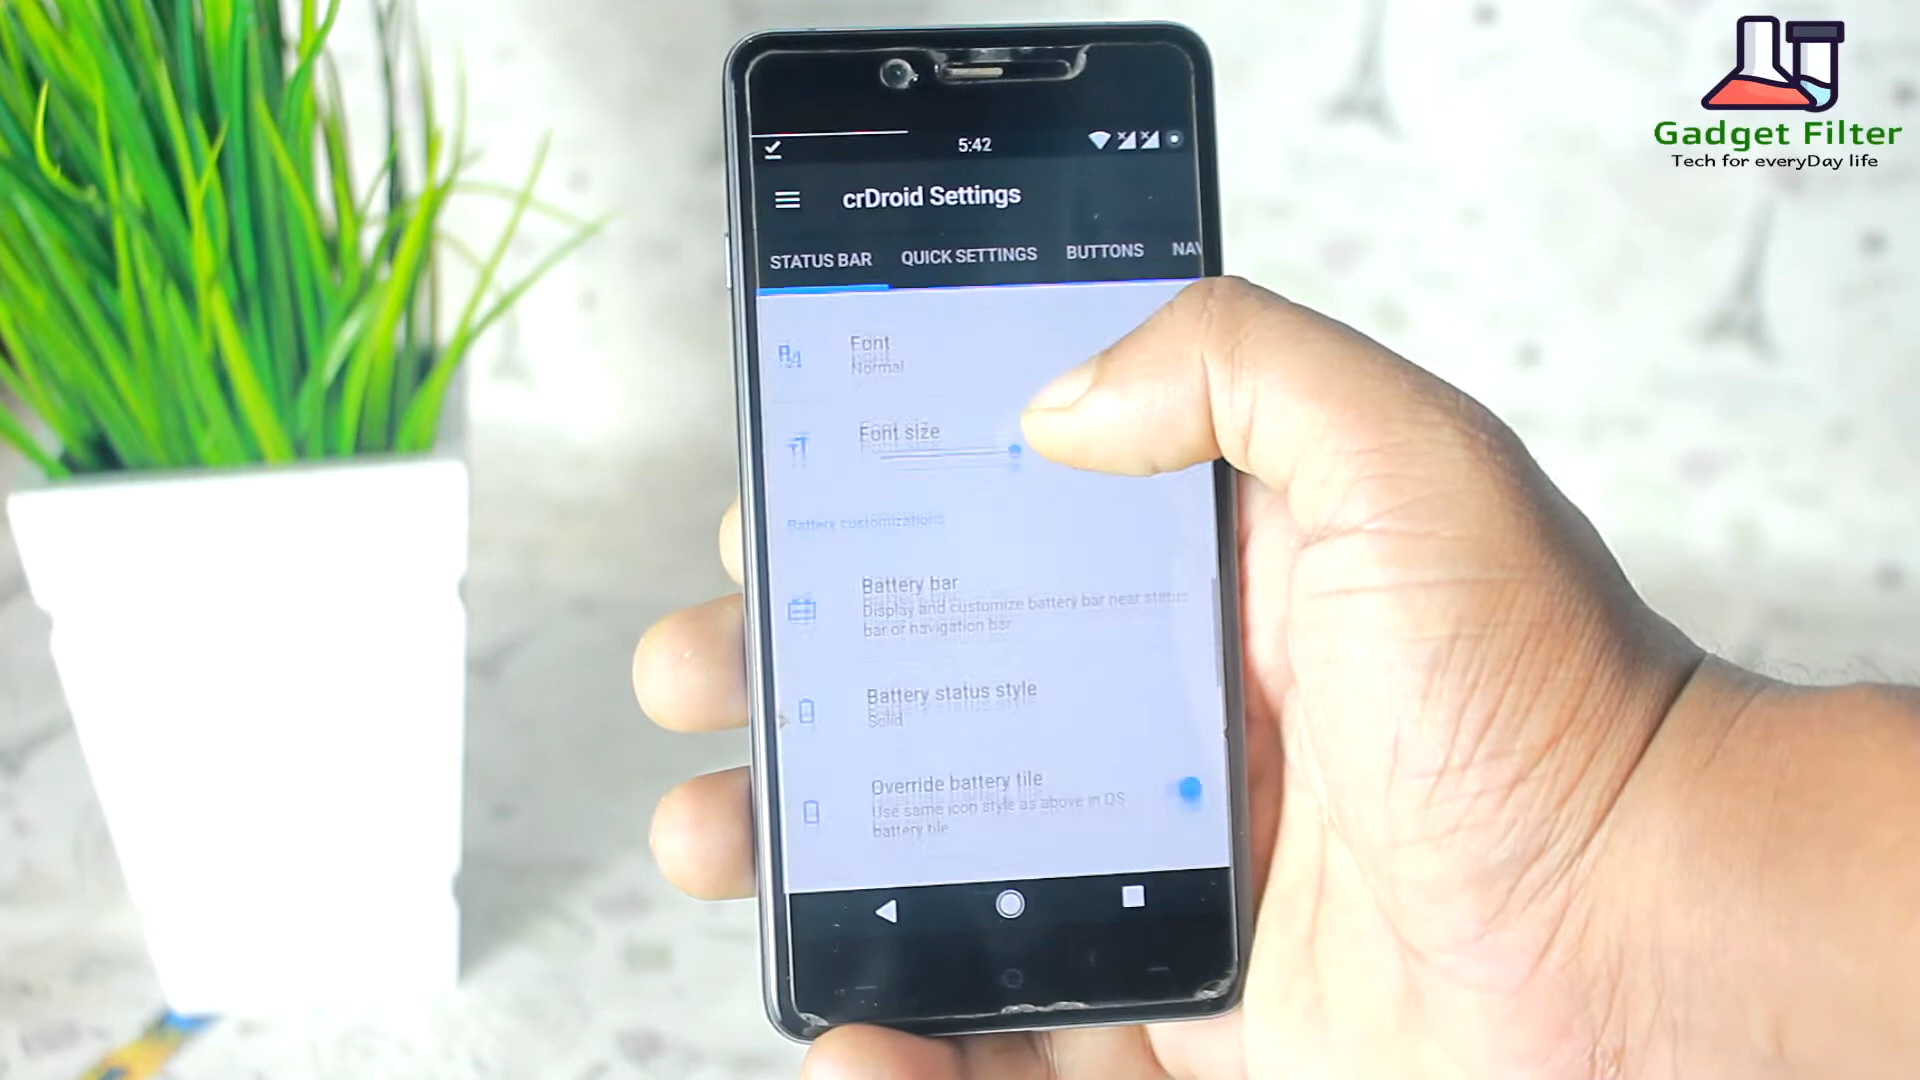 Gadget Filter
Tech for everyDay life
5:42
crDroid Settings
STATUS BAR QUICK SETTINGS BUTTONS NAV
Font
Normal
Font size
Battery customizations
Battery bar
Display and customize battery bar near status
bar or navigation bar
Battery status style
Solid
Override battery tile
Use same icon style as above in QS
battery tile